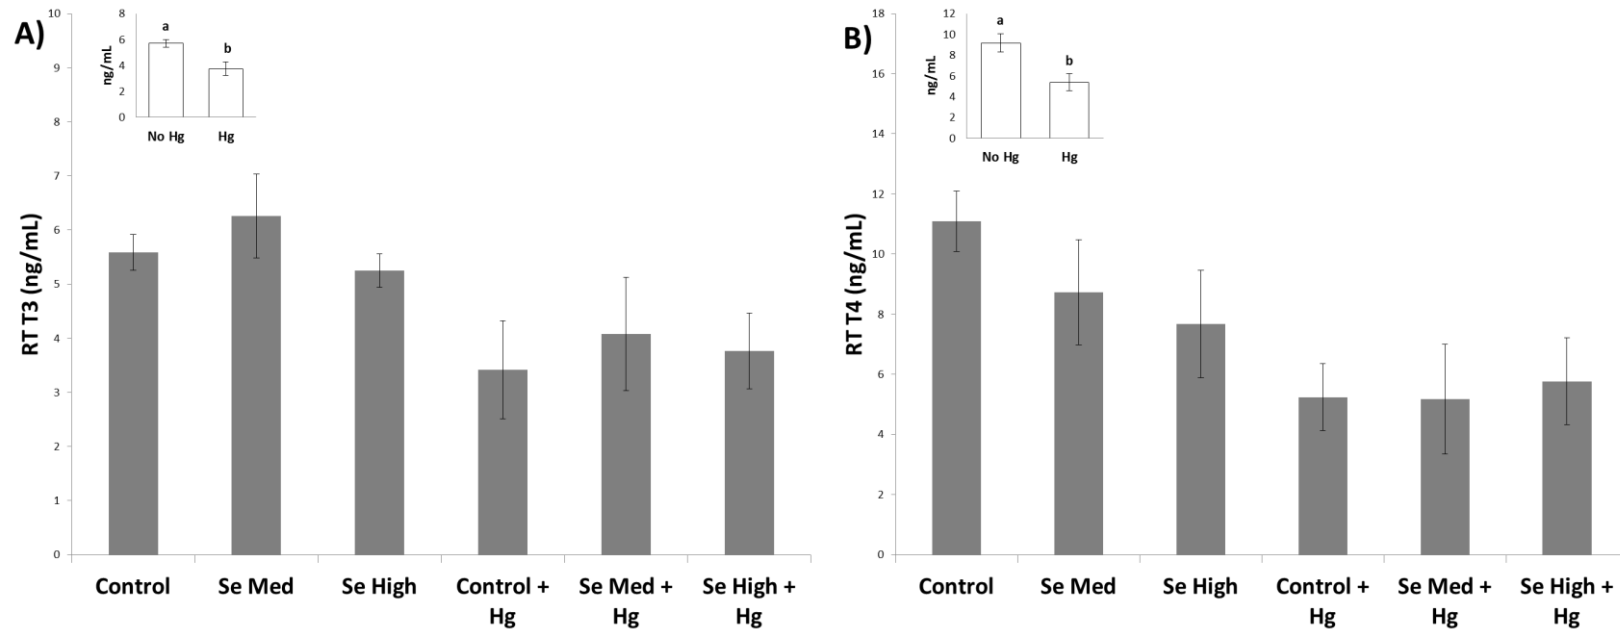 A)
RT T3 (ng/mL)
10
9
8
7
6
5
4
3
2
1
0
ng/mL
8
6
4
2
0
a
b
No Hg
Hg
Control
Se Med
Se High
Control +
Hg
Se Med +
Hg
Se High +
Hg
B)
RT T4 (ng/mL)
18
16
14
12
10
8
6
4
2
0
ng/mL
12
10
8
6
4
2
0
a
b
No Hg
Hg
Control
Se Med
Se High
Control +
Hg
Se Med +
Hg
Se High +
Hg